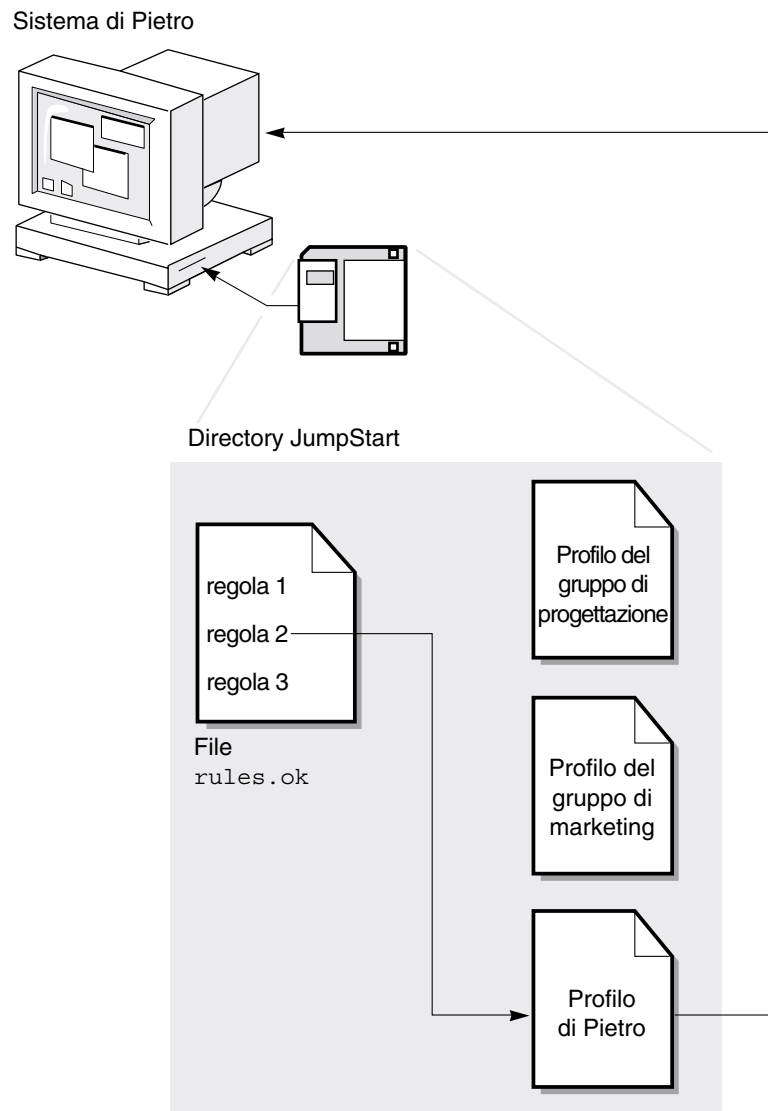 Sistema di Pietro
Directory JumpStart
regola 1
regola 2
regola 3
File
rules.ok
Profilo del
gruppo di
progettazione
Profilo del
gruppo di
marketing
Profilo
di Pietro